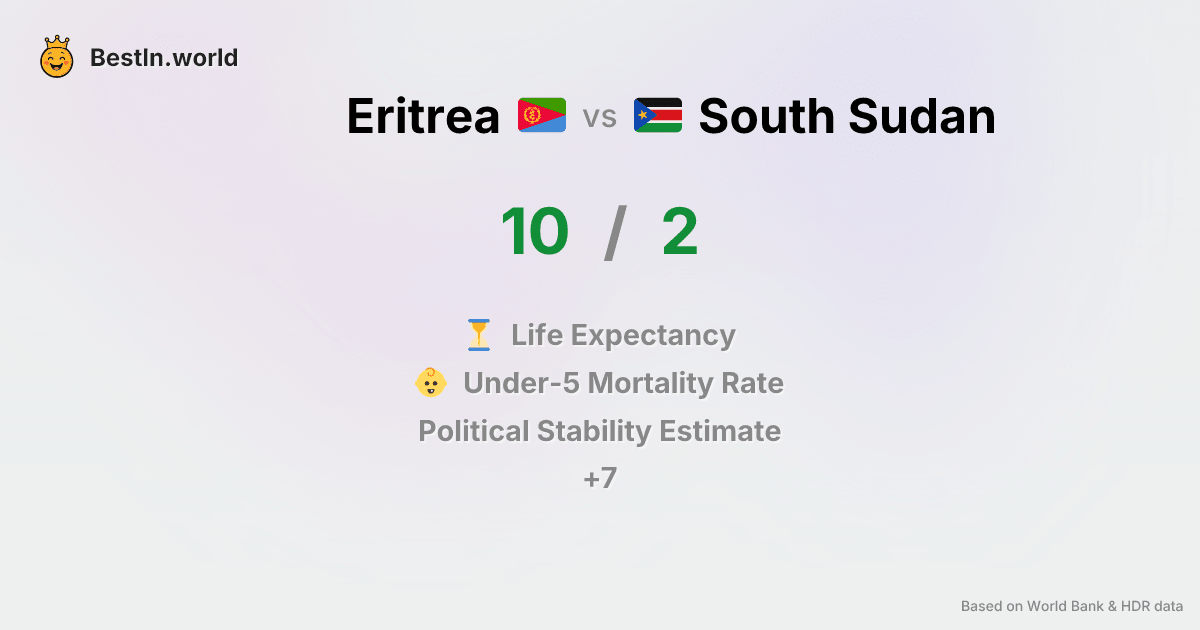 BestIn.world
Eritrea vs South Sudan
10 / 2
Life Expectancy
Under-5 Mortality Rate
Political Stability Estimate
+7
Based on World Bank & HDR data